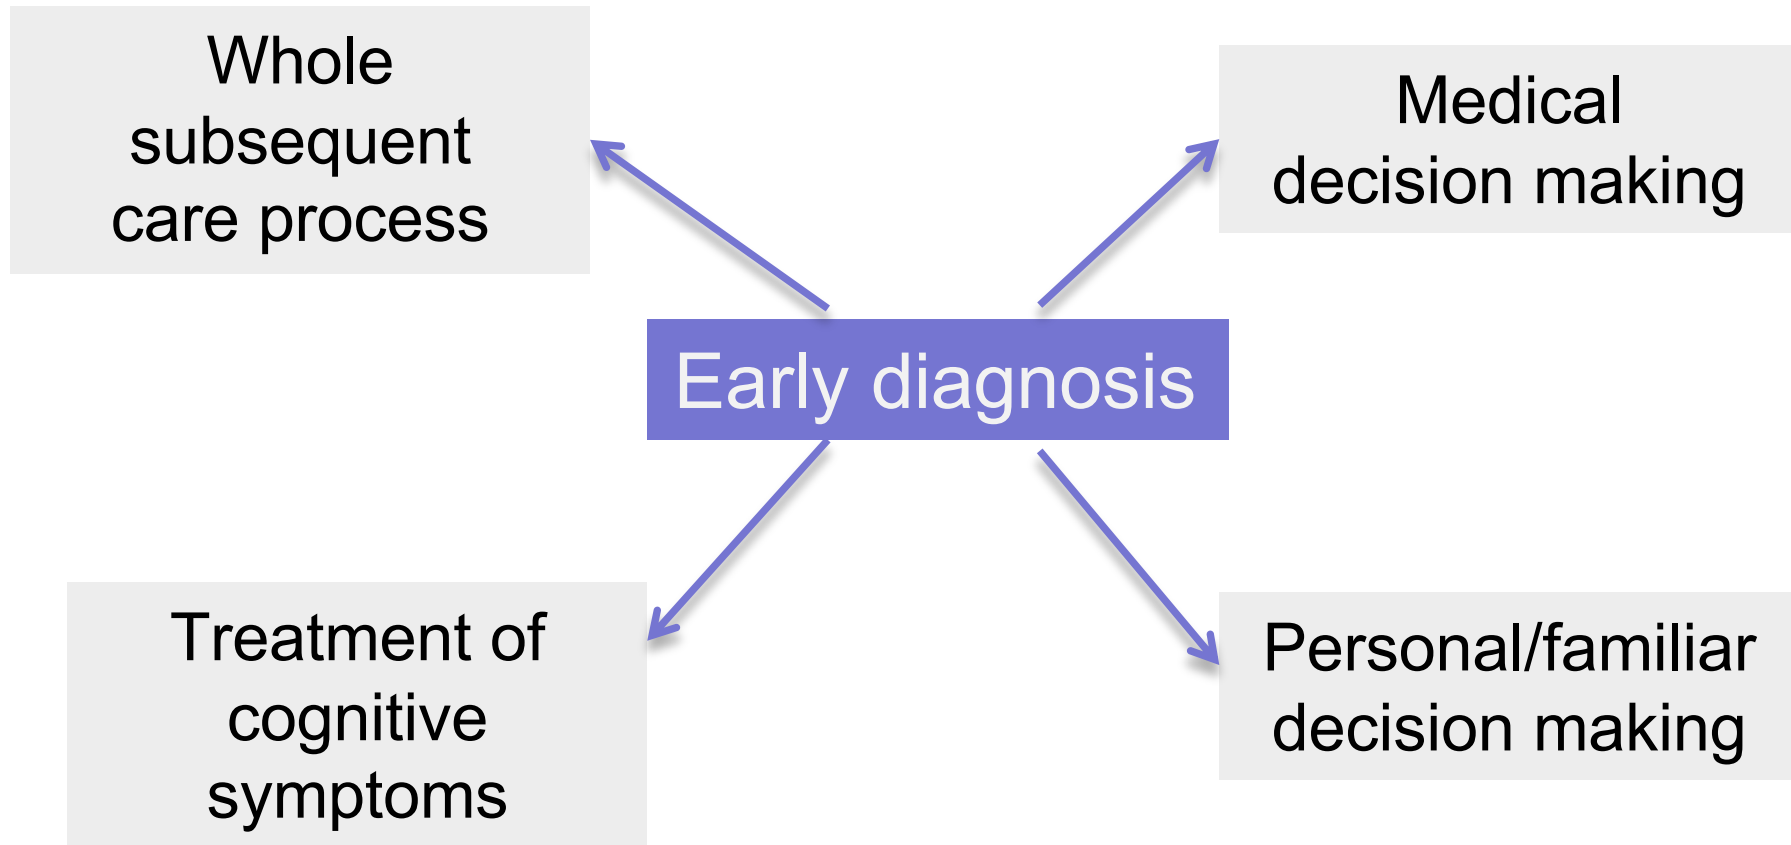 Whole
subsequent
care process
Medical
decision making
Early diagnosis
Treatment of
cognitive
symptoms
Personal/familiar
decision making